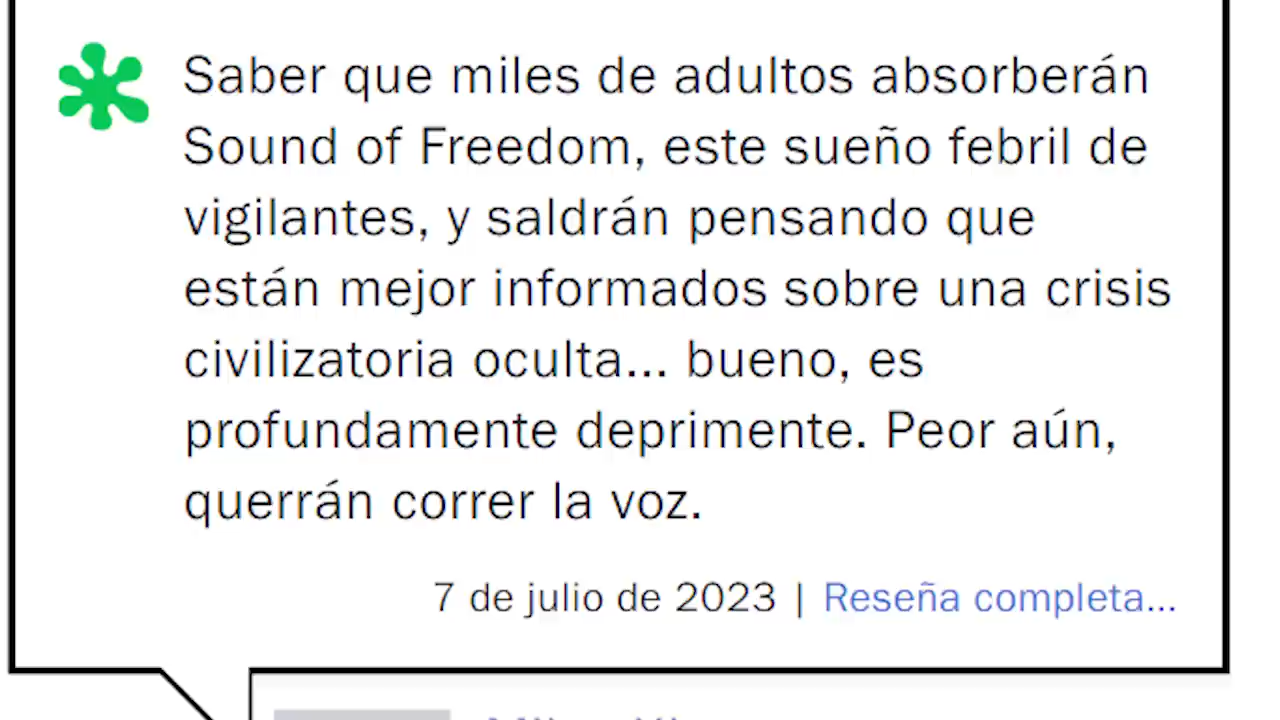 Saber que miles de adultos absorberán
Sound of Freedom, este sueño febril de
vigilantes, y saldrán pensando que
están mejor informados sobre una crisis
civilizatoria oculta... bueno, es
profundamente deprimente. Peor aún,
querrán correr la voz.
7 de julio de 2023 | Reseña completa...